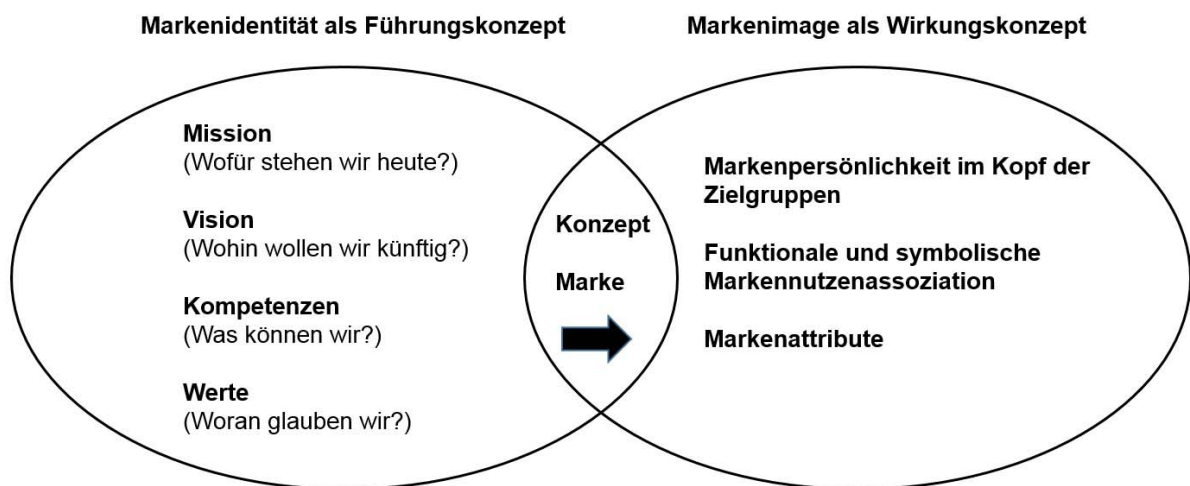 Markenidentität als Führungskonzept
Markenimage als Wirkungskonzept
Mission
(Wofür stehen wir heute?)
Vision
(Wohin wollen wir künftig?)
Kompetenzen
(Was können wir?)
Werte
(Woran glauben wir?)
Konzept
Marke
Markenpersönlichkeit im Kopf der
Zielgruppen
Funktionale und symbolische
Markennutzenassoziation
Markenattribute